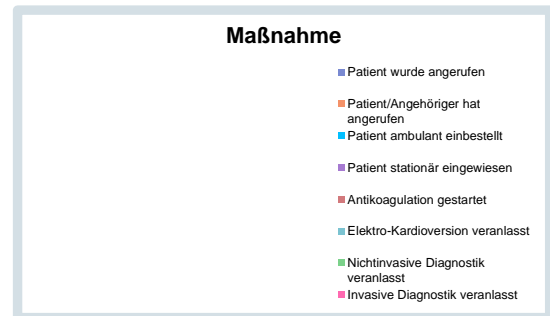 Maßnahme
Patient wurde angerufen
Patient/Angehöriger hat
angerufen
Patient ambulant einbestellt
Patient stationär eingewiesen
Antikoagulation gestartet
Elektro-Kardioversion veranlasst
Nichtinvasive Diagnostik
veranlasst
Invasive Diagnostik veranlasst